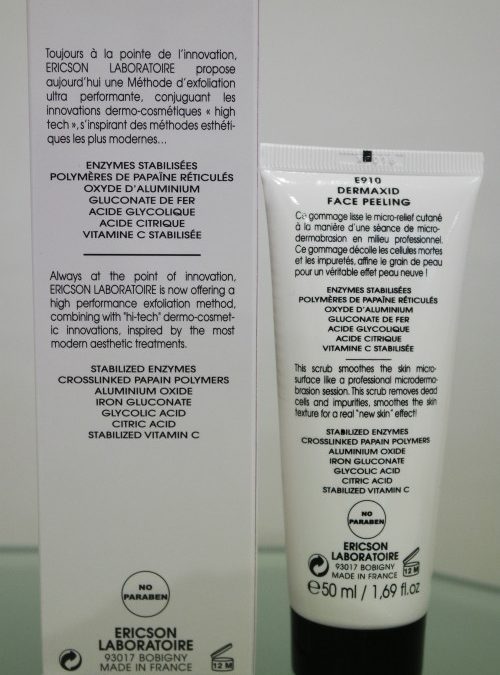 Toujours à la pointe de l'innovation,
ERICSON LABORATOIRE propose
aujourd'hui une Méthode d'exfoliation
ultra performante, conjuguant les
innovations dermo-cosmétiques « high
tech », s'inspirant des méthodes esthéti-
ques les plus modernes...
ENZYMES STABILISÉES
POLYMÈRES DE PAPAÏNE RÉTICULÉS
OXYDE D'ALUMINIUM
GLUCONATE DE FER
ACIDE GLYCOLIQUE
ACIDE CITRIQUE
VITAMINE C STABILISÉE
Always at the point of innovation,
ERICSON LABORATOIRE is now offering a
high performance exfoliation method,
combining with "hi-tech" dermo-cosmet-
ic innovations, inspired by the most
modern aesthetic treatments.
STABILIZED ENZYMES
CROSSLINKED PAPAIN POLYMERS
ALUMINIUM OXIDE
IRON GLUCONATE
GLYCOLIC ACID
CITRIC ACID
STABILIZED VITAMIN C
NO
PARABEN
ERICSON
LABORATOIRE
93017 BOBIGNY
MADE IN FRANCE
12 M
E910
DERMAXID
FACE PEELING
Ce gommage lisse le micro-relief cutané
à la manière d'une séance de micro-
dermabrasion en milieu professionnel.
Ce gommage décolle les cellules mortes
et les impuretés, affine le grain de peau
pour un véritable effet peau neuve !
ENZYMES STABILISÉES
POLYMÈRES DE PAPAÏNE RÉTICULÉS
OXYDE D'ALUMINIUM
GLUCONATE DE FER
ACIDE GLYCOLIQUE
ACIDE CITRIQUE
VITAMINE C STABILISÉE
This scrub smoothes the skin micro-
surface like a professional microderma-
brasion session. This scrub removes dead
cells and impurities, smoothes the skin
texture for a real "new skin" effect!
STABILIZED ENZYMES
CROSSLINKED PAPAIN POLYMERS
ALUMINIUM OXIDE
IRON GLUCONATE
GLYCOLIC ACID
CITRIC ACID
STABILIZED VITAMIN C
NO
PARABEN
ERICSON
LABORATOIRE
93017 BOBIGNY
MADE IN FRANCE
12 M
℮50 ml / 1,69 fl.oz